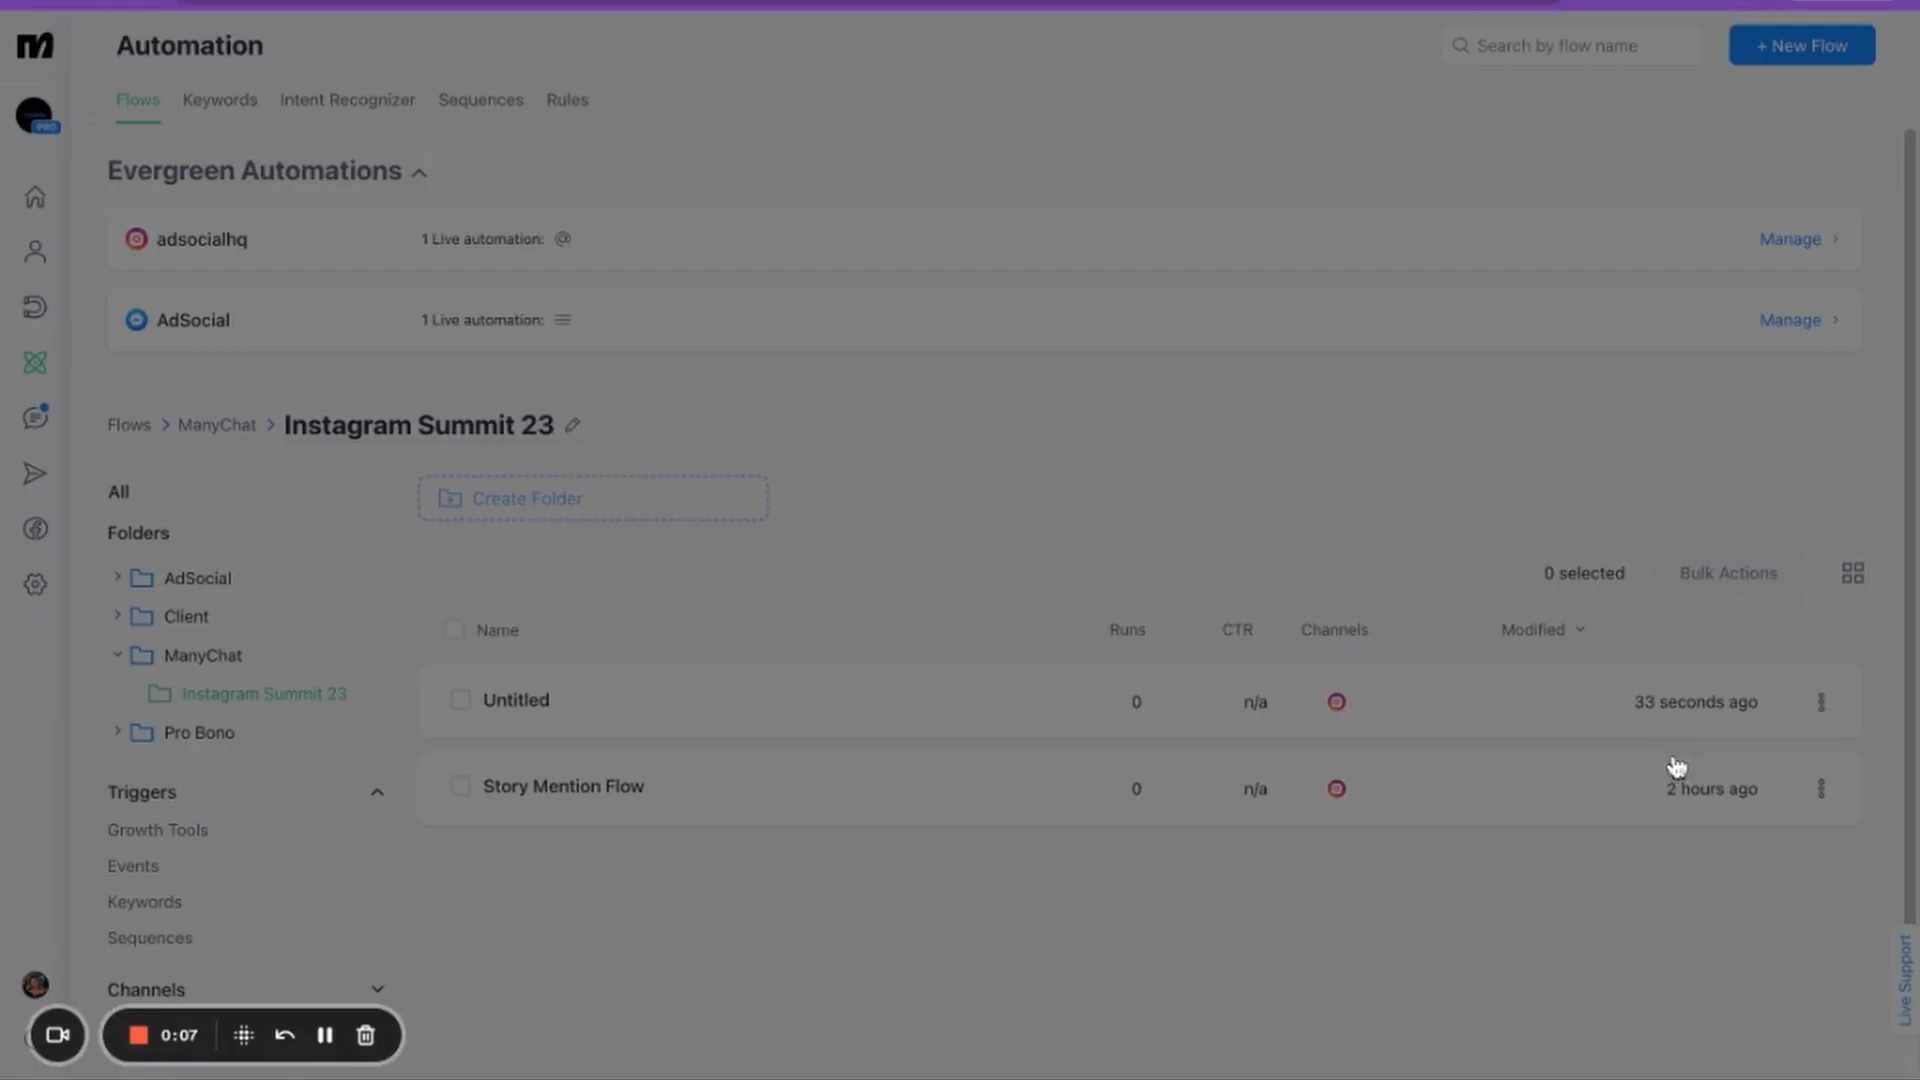 Automation
Search by flow name
+ New Flow
Flows Keywords Intent Recognizer Sequences Rules
PRO
Evergreen Automations
adsocialhq 1 Live automation: Manage
AdSocial 1 Live automation: Manage
Flows > ManyChat > Instagram Summit 23
All
Create Folder
Folders
AdSocial
0 selected Bulk Actions
Client
Name Runs CTR Channels Modified
ManyChat
Instagram Summit 23
Untitled 0 n/a 33 seconds ago
Pro Bono
Story Mention Flow 0 n/a 2 hours ago
Triggers
Growth Tools
Events
Keywords
Sequences
Channels
Live Support
0:07